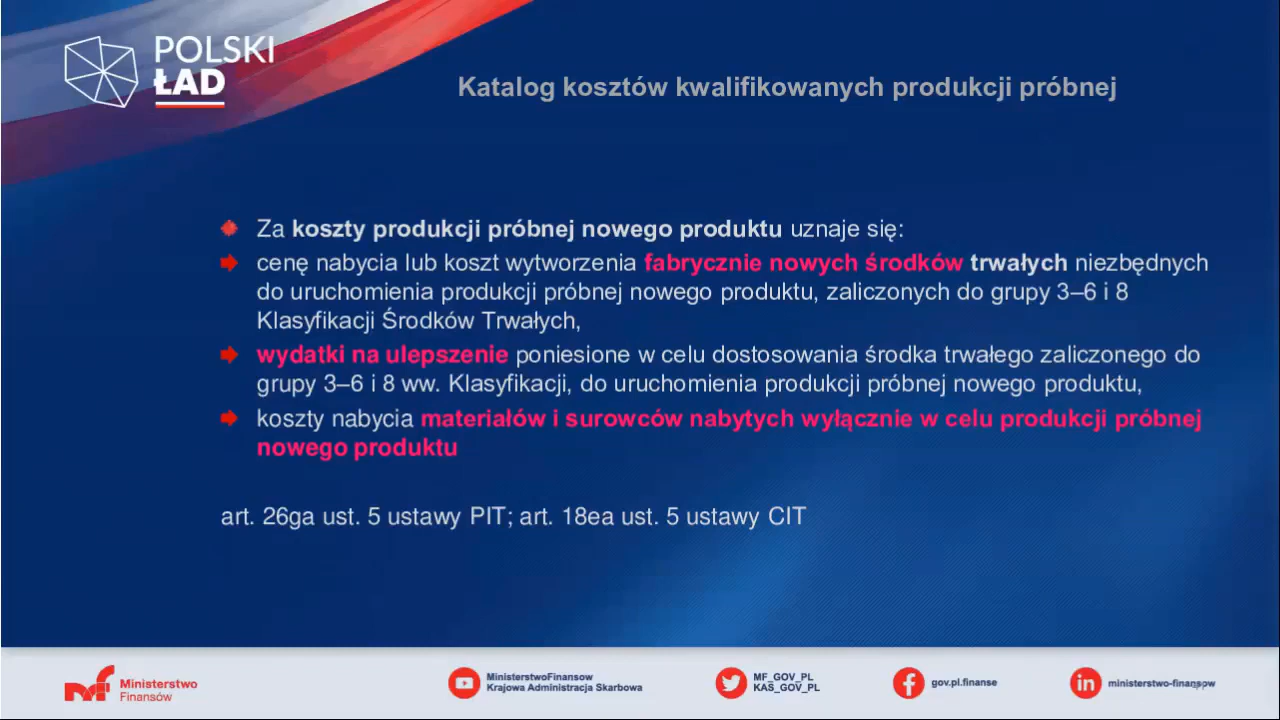 POLSKI
ŁAD
Katalog kosztów kwalifikowanych produkcji próbnej
Za koszty produkcji próbnej nowego produktu uznaje się:
cenę nabycia lub koszt wytworzenia fabrycznie nowych środków trwałych niezbędnych
do uruchomienia produkcji próbnej nowego produktu, zaliczonych do grupy 3–6 i 8
Klasyfikacji Środków Trwałych,
wydatki na ulepszenie poniesione w celu dostosowania środka trwałego zaliczonego do
grupy 3–6 i 8 ww. Klasyfikacji, do uruchomienia produkcji próbnej nowego produktu,
koszty nabycia materiałów i surowców nabytych wyłącznie w celu produkcji próbnej
nowego produktu
art. 26ga ust. 5 ustawy PIT; art. 18ea ust. 5 ustawy CIT
Ministerstwo
Finansów
MinisterstwoFinansow
Krajowa Administracja Skarbowa
MF_GOV_PL
KAS_GOV_PL
gov.pl.finanse
ministerstwo-finansow